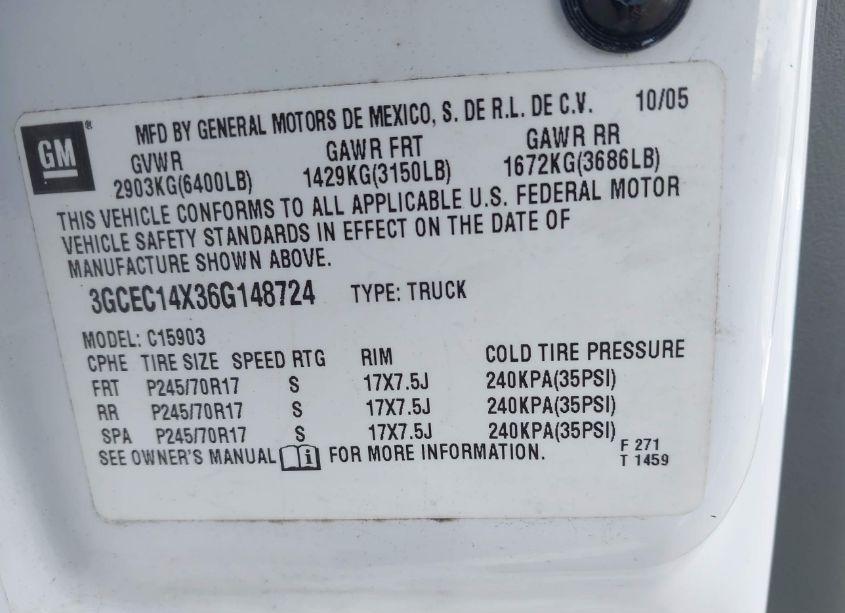 GM ®
MFD BY GENERAL MOTORS DE MEXICO, S. DE R.L. DE C.V. 10/05
GVWR GAWR FRT GAWR RR
2903KG(6400LB) 1429KG(3150LB) 1672KG(3686LB)
THIS VEHICLE CONFORMS TO ALL APPLICABLE U.S. FEDERAL MOTOR
VEHICLE SAFETY STANDARDS IN EFFECT ON THE DATE OF
MANUFACTURE SHOWN ABOVE.
3GCEC14X36G148724 TYPE: TRUCK
MODEL: C15903
CPHE TIRE SIZE SPEED RTG RIM COLD TIRE PRESSURE
FRT P245/70R17 S 17X7.5J 240KPA(35PSI)
RR P245/70R17 S 17X7.5J 240KPA(35PSI)
SPA P245/70R17 S 17X7.5J 240KPA(35PSI)
SEE OWNER'S MANUAL i FOR MORE INFORMATION.
F 271
T 1459